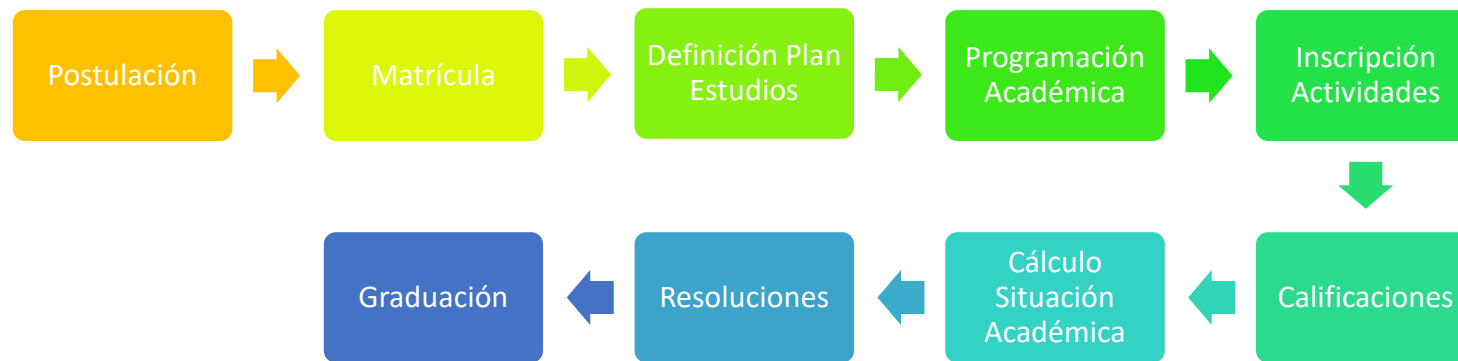 Postulación
Matrícula
Definición Plan
Estudios
Programación
Académica
Inscripción
Actividades
Calificaciones
Cálculo
Situación
Académica
Resoluciones
Graduación